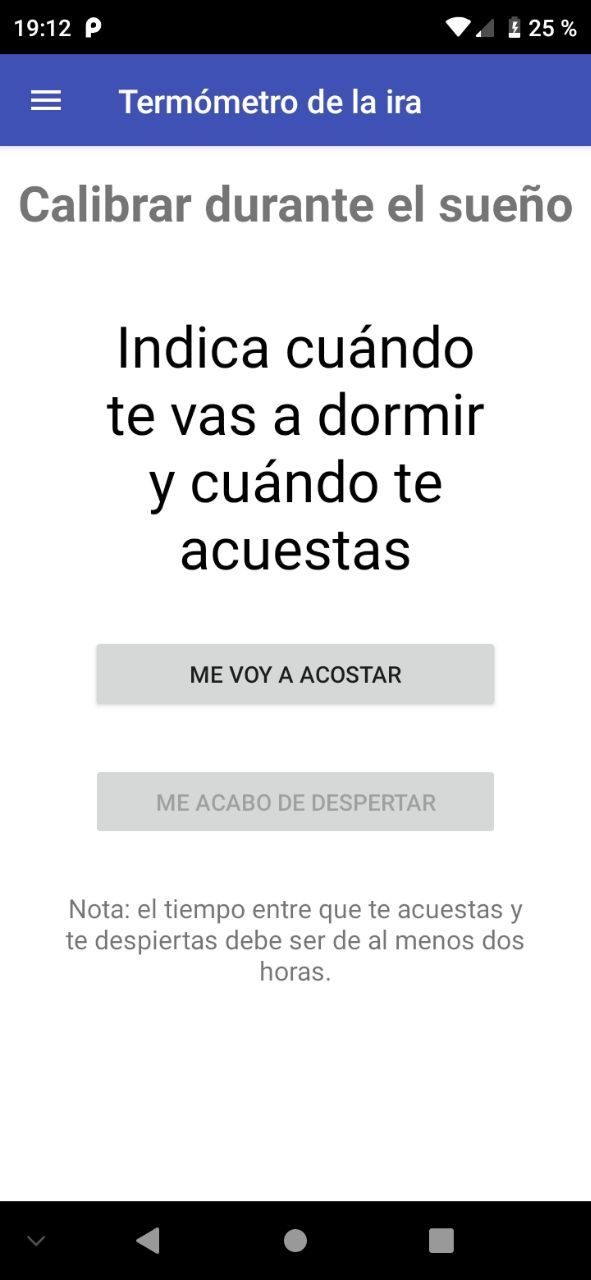 19:12 25 %
Termómetro de la ira
Calibrar durante el sueño
Indica cuándo
te vas a dormir
y cuándo te
acuestas
ME VOY A ACOSTAR
ME ACABO DE DESPERTAR
Nota: el tiempo entre que te acuestas y
te despiertas debe ser de al menos dos
horas.